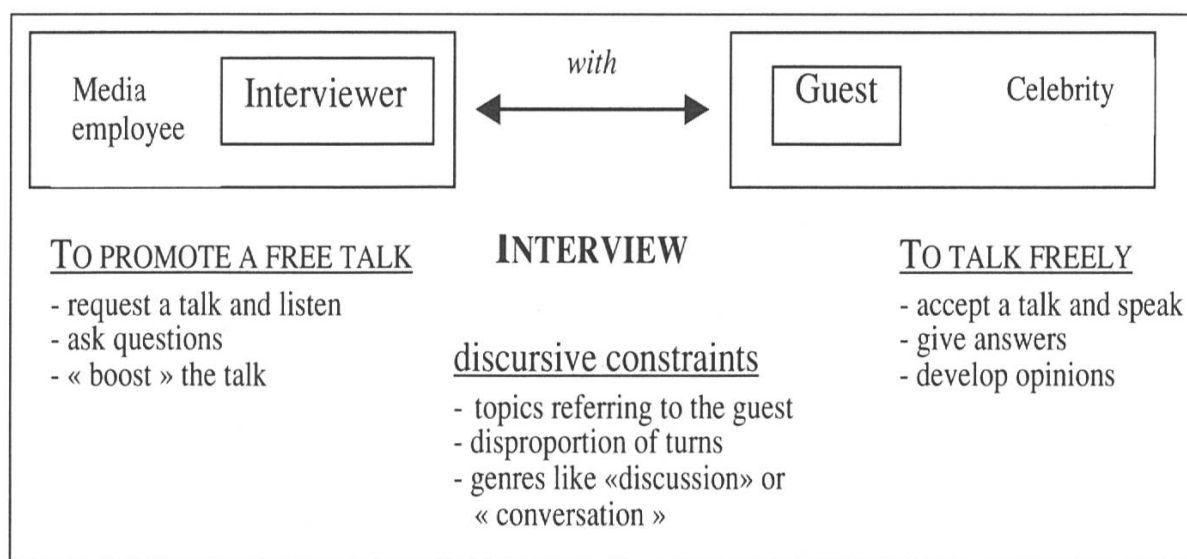 Media
employee
Interviewer
with
Guest
Celebrity
TO PROMOTE A FREE TALK
- request a talk and listen
- ask questions
- « boost » the talk
INTERVIEW
discursive constraints
- topics referring to the guest
- disproportion of turns
- genres like «discussion» or
« conversation »
TO TALK FREELY
- accept a talk and speak
- give answers
- develop opinions